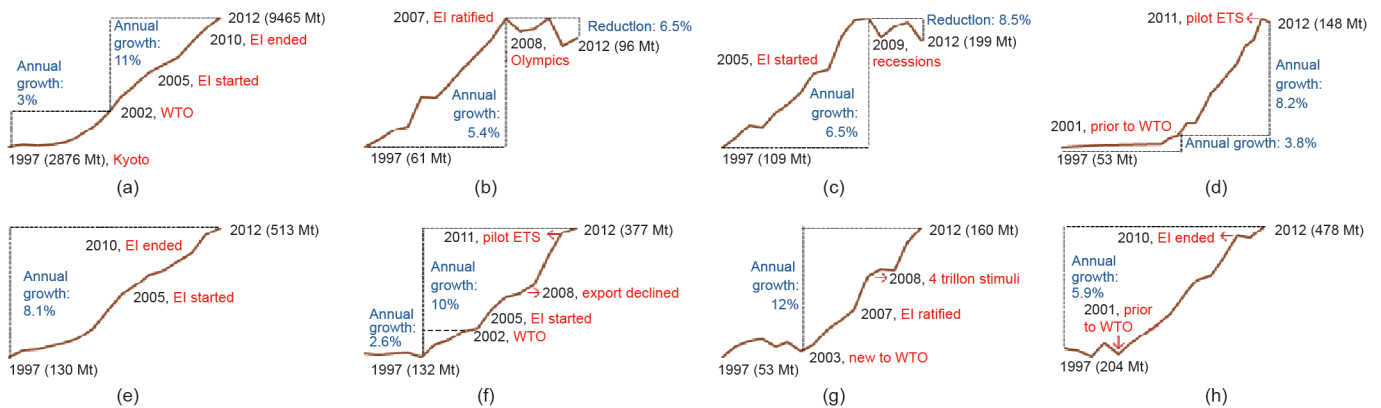 2012 (9465 Mt)
Annual
growth:
11%
2010, EI ended
Annual
growth:
3%
2005, EI started
2002, WTO
1997 (2876 Mt), Kyoto
(a)
2007, EI ratified
Reduction: 6.5%
2008,
Olympics
2012 (96 Mt)
Annual
growth:
5.4%
1997 (61 Mt)
(b)
Reduction: 8.5%
2012 (199 Mt)
2009,
recessions
2005, EI started
Annual
growth:
6.5%
1997 (109 Mt)
(c)
2011, pilot ETS
2012 (148 Mt)
Annual
growth:
8.2%
2001, prior to WTO
Annual growth: 3.8%
1997 (53 Mt)
(d)
2012 (513 Mt)
2010, EI ended
Annual
growth:
8.1%
2005, EI started
1997 (130 Mt)
(e)
2012 (377 Mt)
2011, pilot ETS
Annual
growth:
10%
2008, export declined
Annual
growth:
2.6%
2005, EI started
2002, WTO
1997 (132 Mt)
(f)
2012 (160 Mt)
Annual
growth:
12%
2008, 4 trillon stimuli
2007, EI ratified
2003, new to WTO
1997 (53 Mt)
(g)
2012 (478 Mt)
2010, EI ended
Annual
growth:
5.9%
2001, prior
to WTO
1997 (204 Mt)
(h)